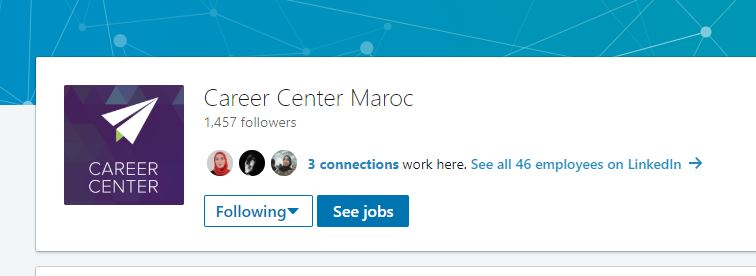 Career Center Maroc
1,457 followers
CAREER
CENTER
3 connections work here. See all 46 employees on LinkedIn →
Following
See jobs